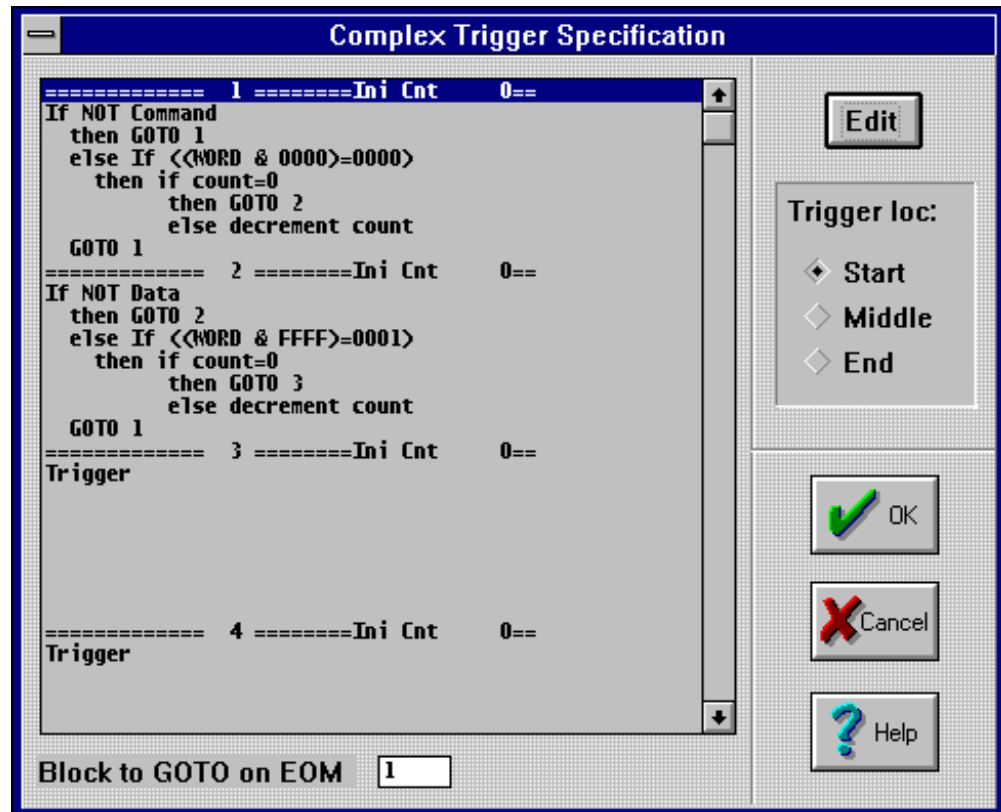 Complex Trigger Specification
============= 1 ========Ini Cnt 0==
If NOT Command
then GOTO 1
else If ((WORD & 0000)=0000)
then if count=0
then GOTO 2
else decrement count
GOTO 1
============= 2 ========Ini Cnt 0==
If NOT Data
then GOTO 2
else If ((WORD & FFFF)=0001)
then if count=0
then GOTO 3
else decrement count
GOTO 1
============= 3 ========Ini Cnt 0==
Trigger
============= 4 ========Ini Cnt 0==
Trigger
Block to GOTO on EOM 1
Edit
Trigger loc:
Start
Middle
End
OK
Cancel
Help